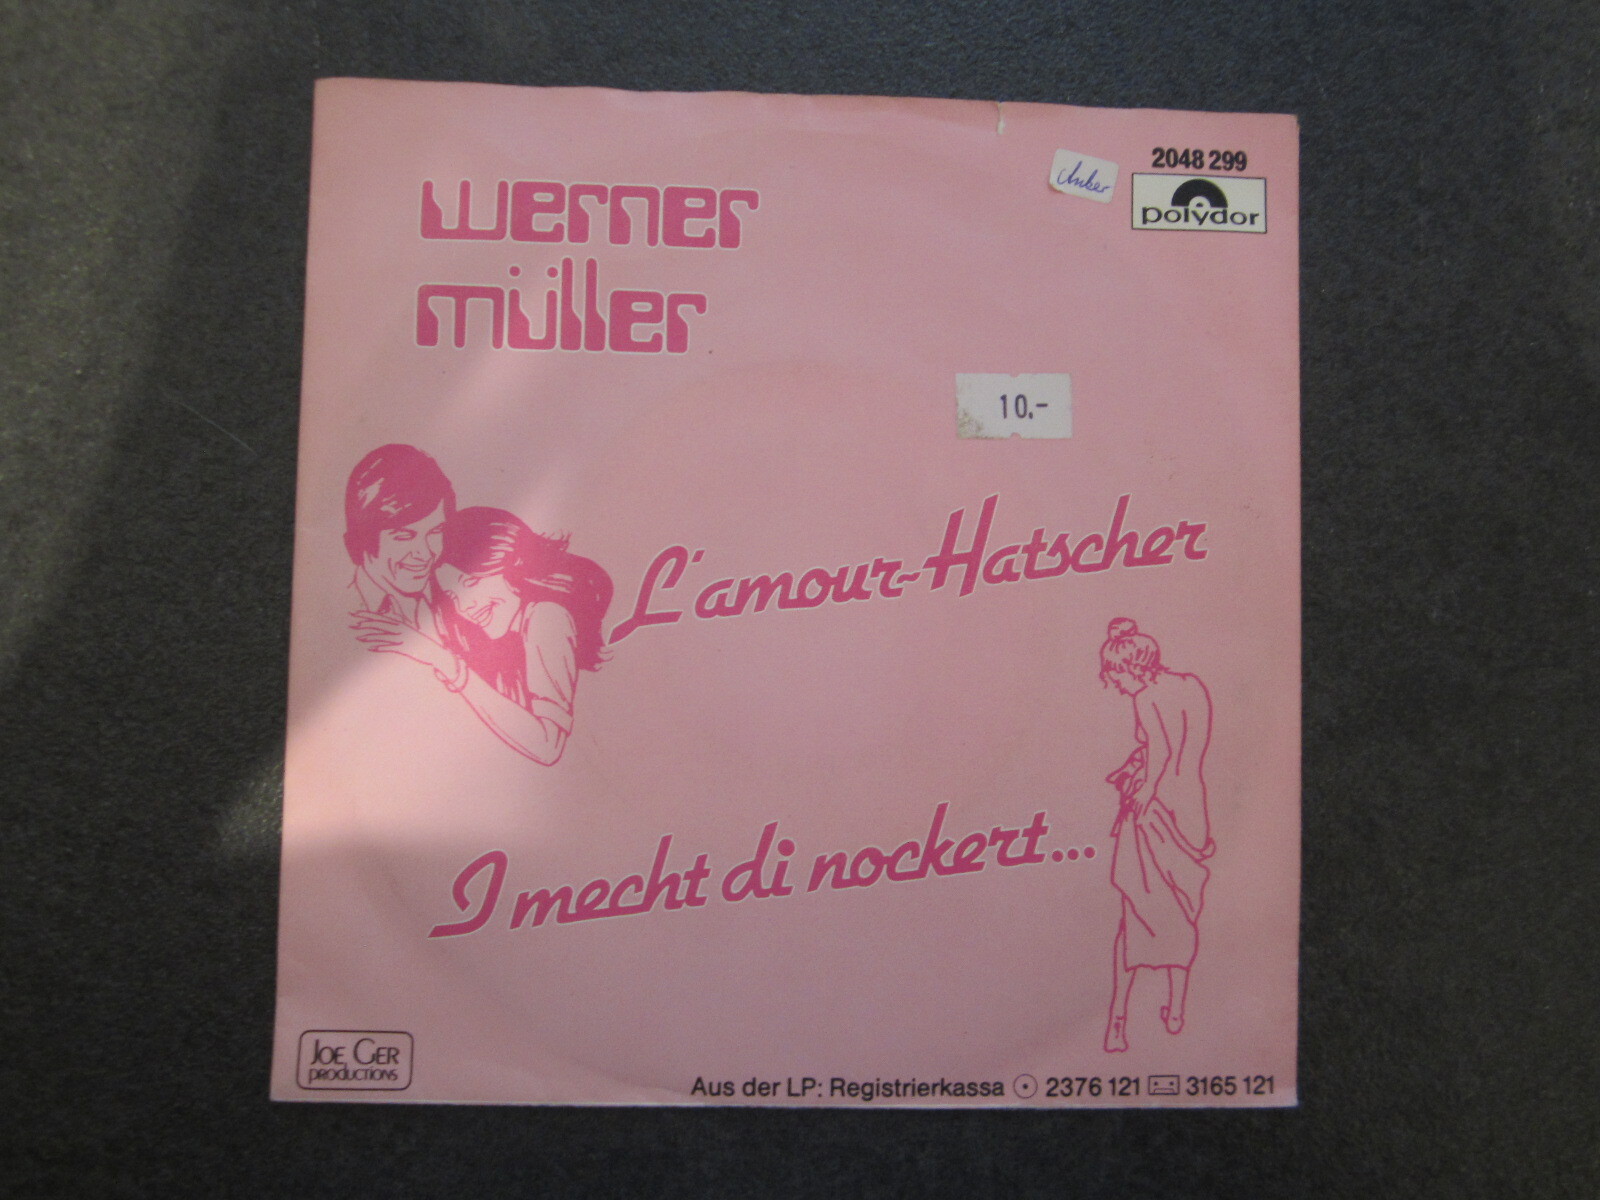 werner
müller
Anker
2048 299
polydor
10.-
L'amour-Hatscher
I mecht di nockert...
JOE GER
PRODUCTIONS
Aus der LP: Registrierkassa 2376 121 3165 121